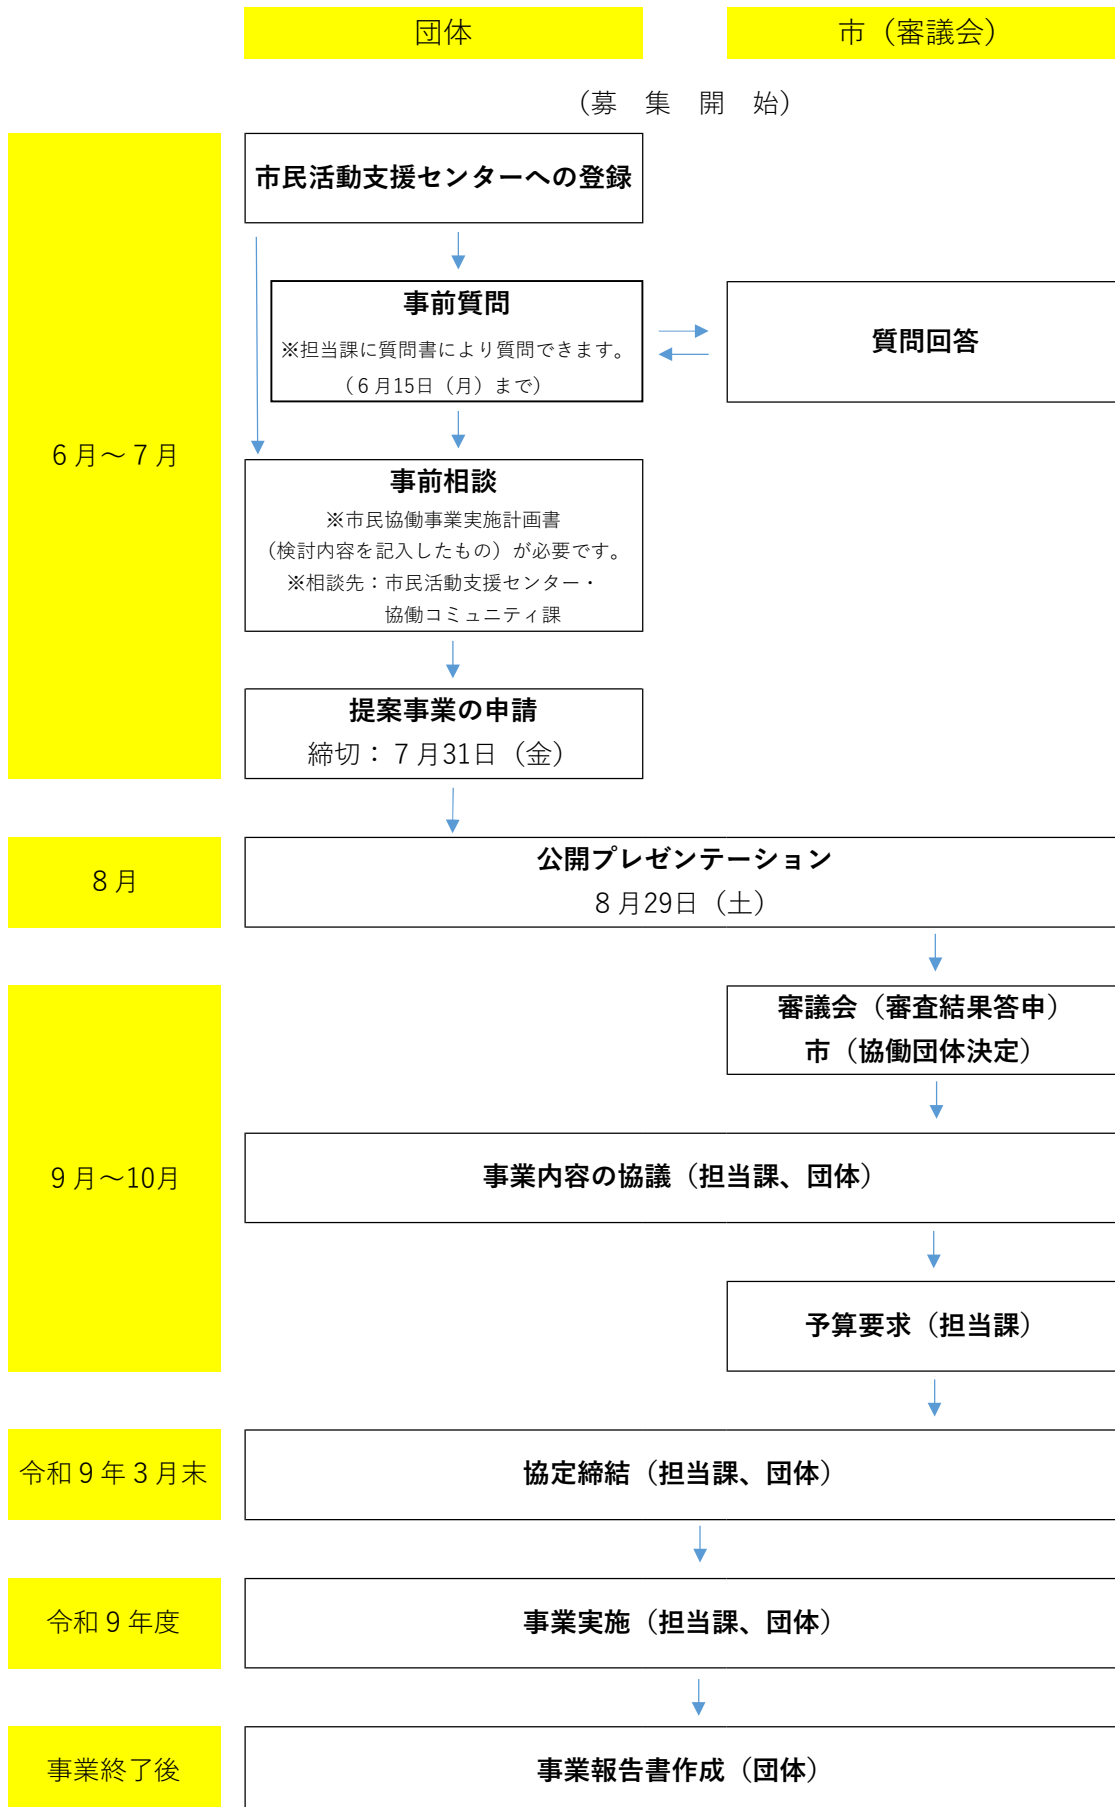 団体
市（審議会）
（募　集　開　始）
市民活動支援センターへの登録
事前質問
※担当課に質問書により質問できます。
（６月15日（月）まで）
質問回答
６月～７月
事前相談
※市民協働事業実施計画書
（検討内容を記入したもの）が必要です。
※相談先：市民活動支援センター・
協働コミュニティ課
提案事業の申請
締切：７月31日（金）
８月
公開プレゼンテーション
８月29日（土）
審議会（審査結果答申）
市（協働団体決定）
９月～10月
事業内容の協議（担当課、団体）
予算要求（担当課）
令和９年３月末
協定締結（担当課、団体）
令和９年度
事業実施（担当課、団体）
事業終了後
事業報告書作成（団体）